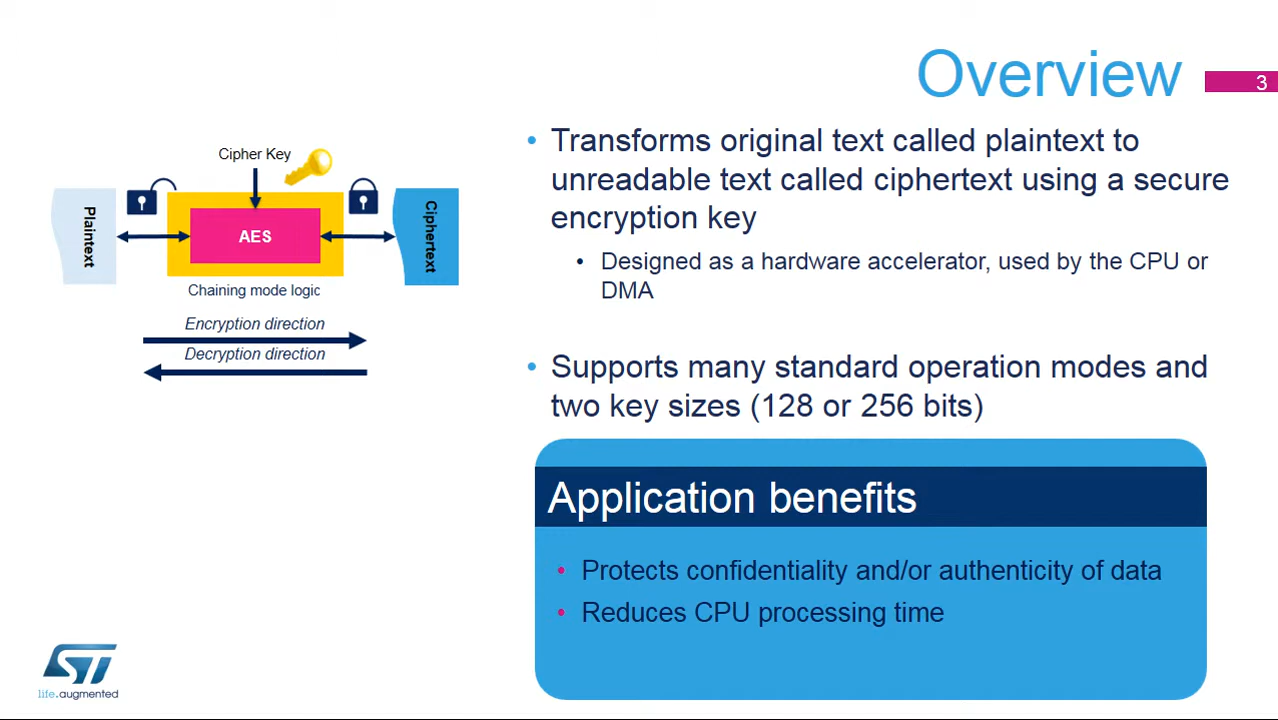 Overview
3
Cipher Key
Plaintext
AES
Ciphertext
Chaining mode logic
Encryption direction
Decryption direction
• Transforms original text called plaintext to
unreadable text called ciphertext using a secure
encryption key
• Designed as a hardware accelerator, used by the CPU or
DMA
• Supports many standard operation modes and
two key sizes (128 or 256 bits)
Application benefits
• Protects confidentiality and/or authenticity of data
• Reduces CPU processing time
ST
life.augmented